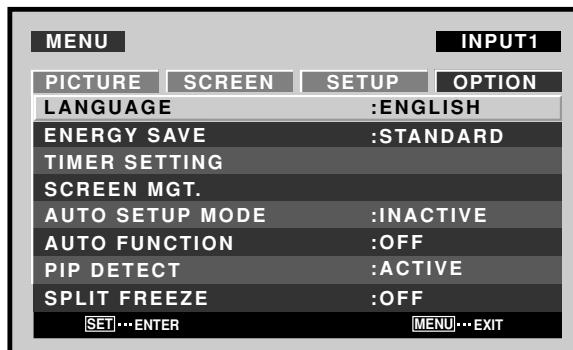 MENU INPUT1
PICTURE SCREEN SETUP OPTION
LANGUAGE :ENGLISH
ENERGY SAVE :STANDARD
TIMER SETTING
SCREEN MGT.
AUTO SETUP MODE :INACTIVE
AUTO FUNCTION :OFF
PIP DETECT :ACTIVE
SPLIT FREEZE :OFF
SET···ENTER MENU···EXIT